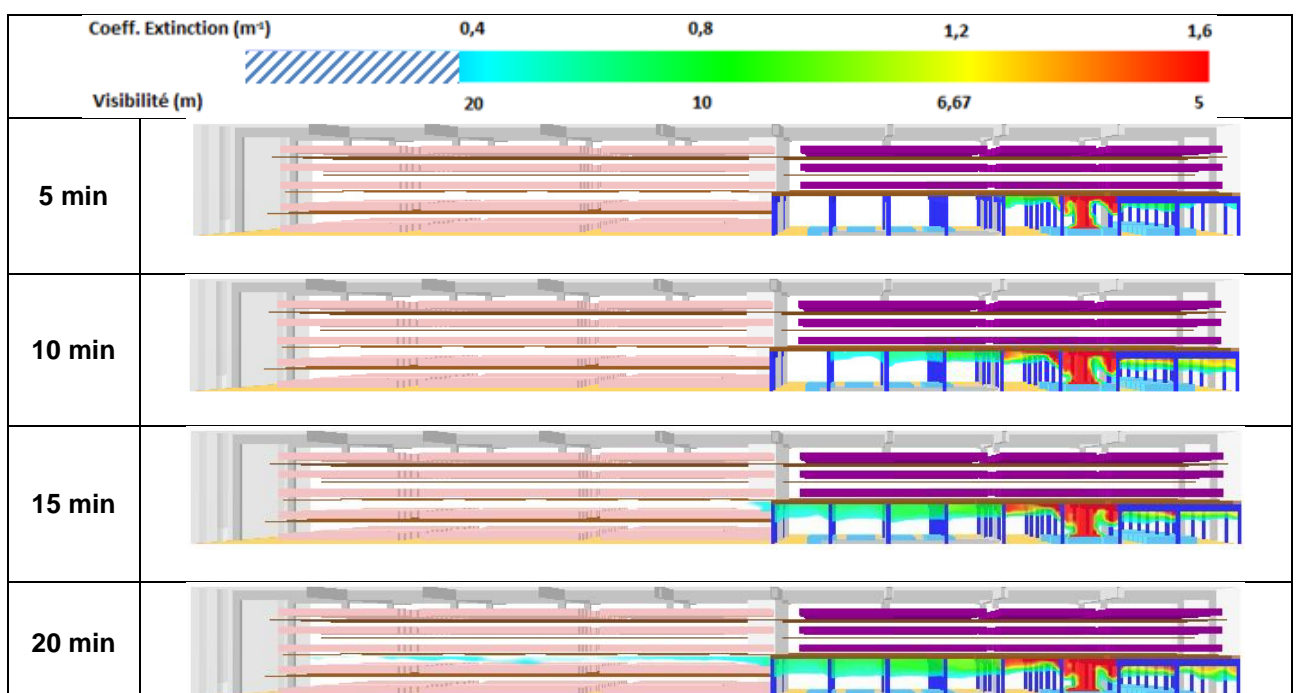 Coeff. Extinction (m⁻¹) 0,4 0,8 1,2 1,6
Visibilité (m) 20 10 6,67 5
5 min
10 min
15 min
20 min